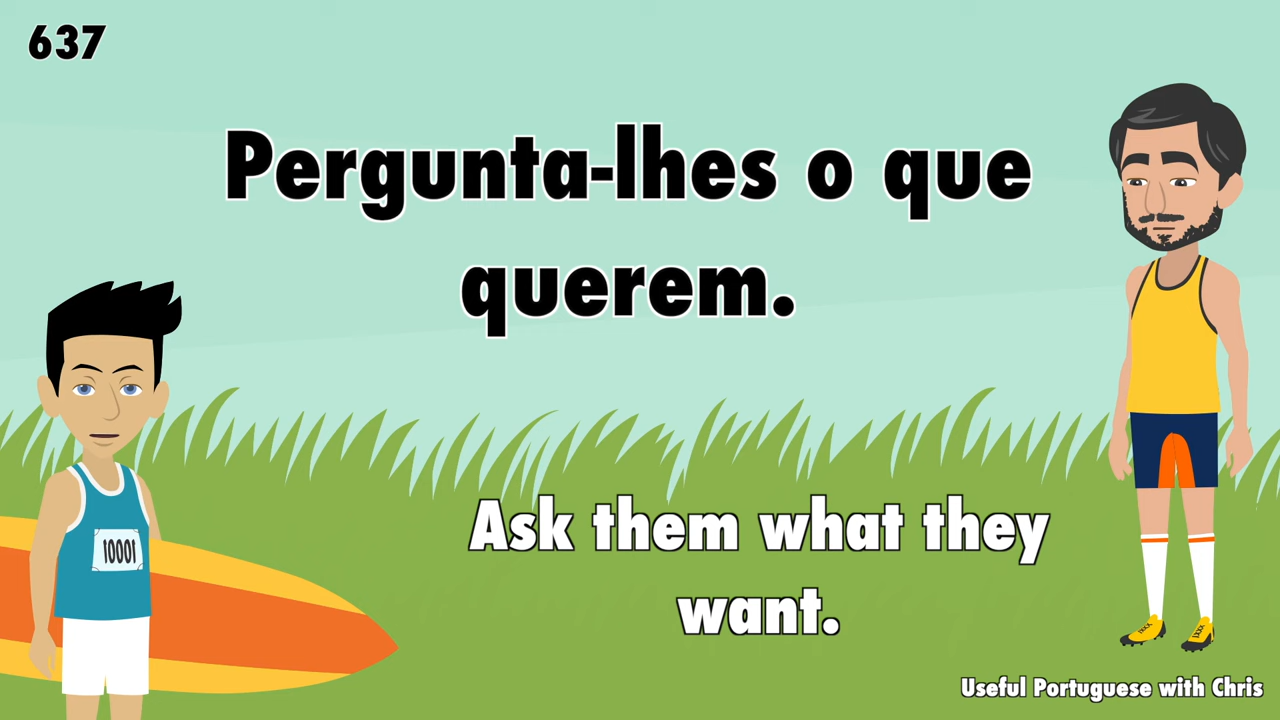 637
Pergunta-lhes o que
querem.
10001
Ask them what they
want.
Useful Portuguese with Chris